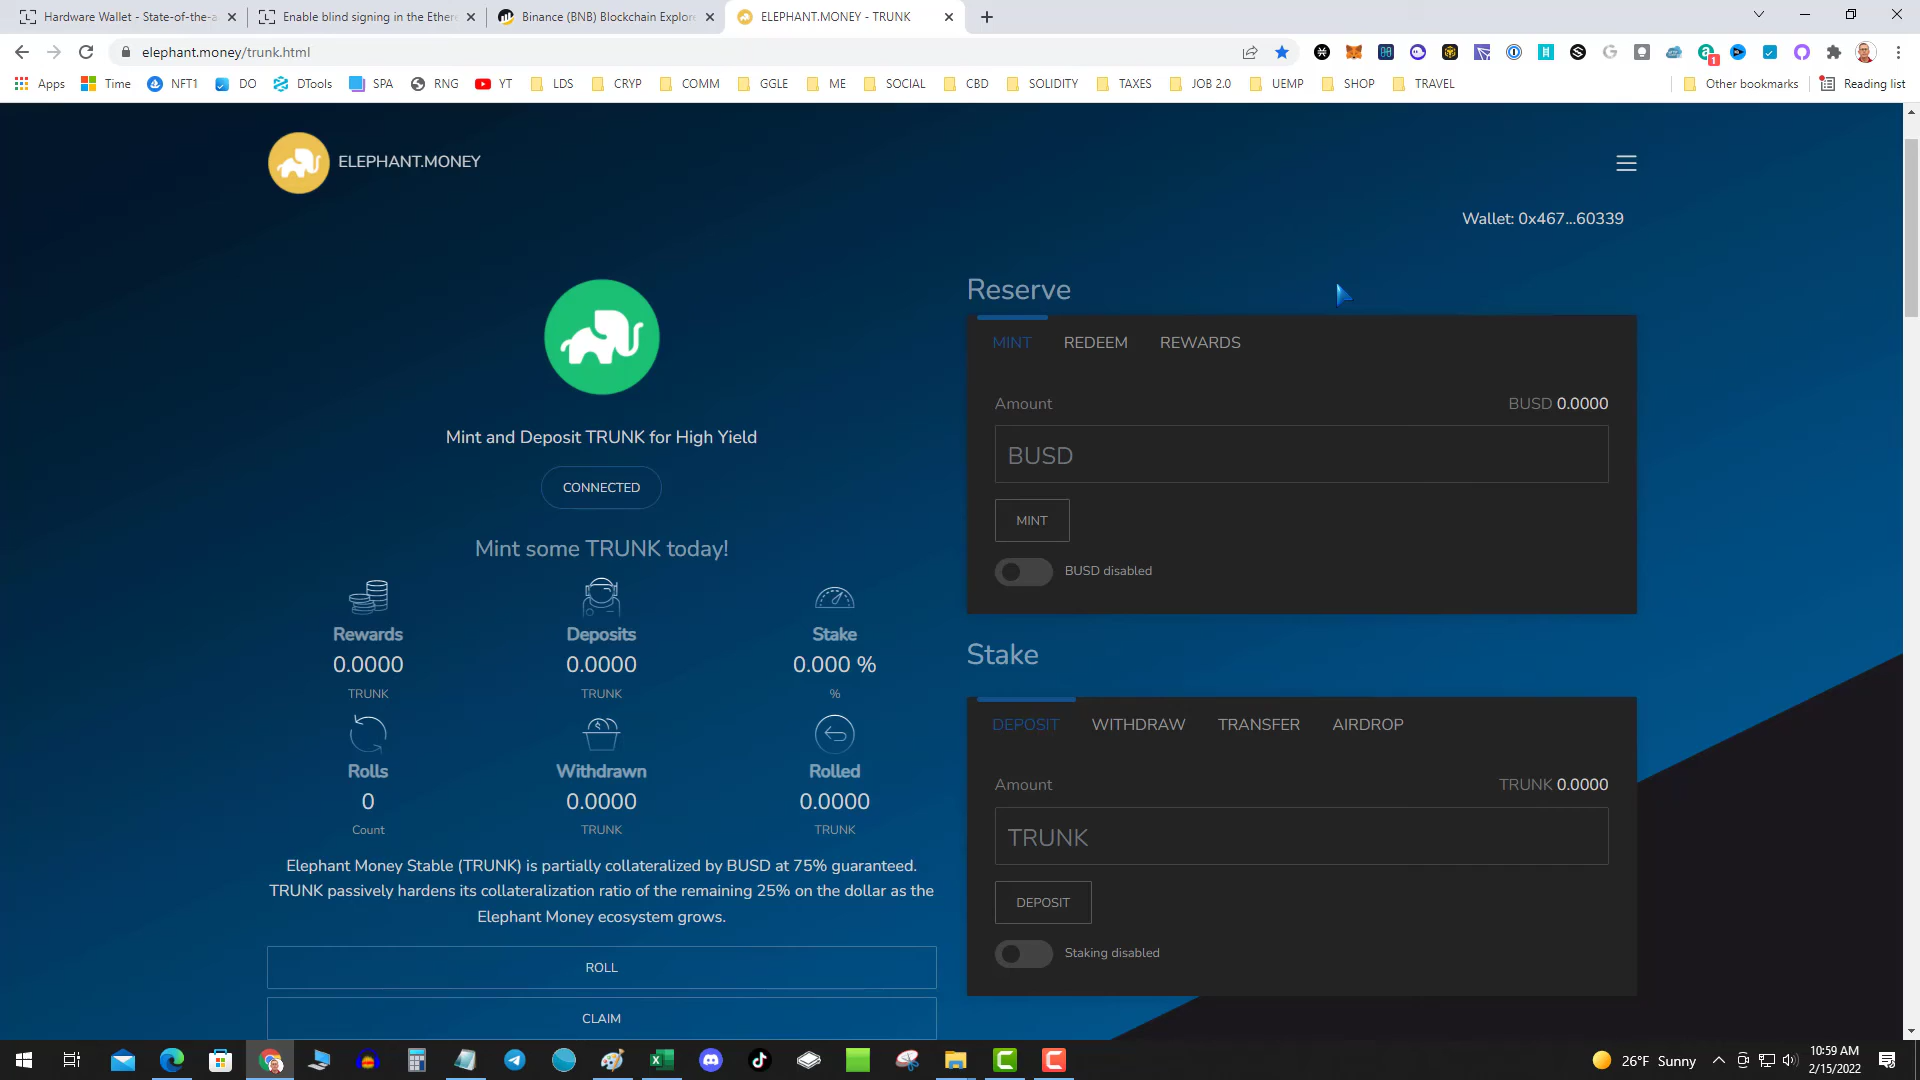 Hardware Wallet - State-of-the-a
Enable blind signing in the Ethere
Binance (BNB) Blockchain Explore
ELEPHANT.MONEY - TRUNK
elephant.money/trunk.html
1
Apps
Time
NFT1
DO
DTools
SPA
RNG
YT
LDS
CRYP
COMM
GGLE
ME
SOCIAL
CBD
SOLIDITY
TAXES
JOB 2.0
UEMP
SHOP
TRAVEL
Other bookmarks
Reading list
ELEPHANT.MONEY
Wallet: 0x467...60339
Mint and Deposit TRUNK for High Yield
CONNECTED
Mint some TRUNK today!
Rewards Deposits Stake
0.0000 0.0000 0.000 %
TRUNK TRUNK %
Rolls Withdrawn Rolled
0 0.0000 0.0000
Count TRUNK TRUNK
Elephant Money Stable (TRUNK) is partially collateralized by BUSD at 75% guaranteed.
TRUNK passively hardens its collateralization ratio of the remaining 25% on the dollar as the
Elephant Money ecosystem grows.
ROLL
CLAIM
Reserve
MINT REDEEM REWARDS
Amount BUSD 0.0000
BUSD
MINT
BUSD disabled
Stake
DEPOSIT WITHDRAW TRANSFER AIRDROP
Amount TRUNK 0.0000
TRUNK
DEPOSIT
Staking disabled
26°F Sunny
10:59 AM
2/15/2022